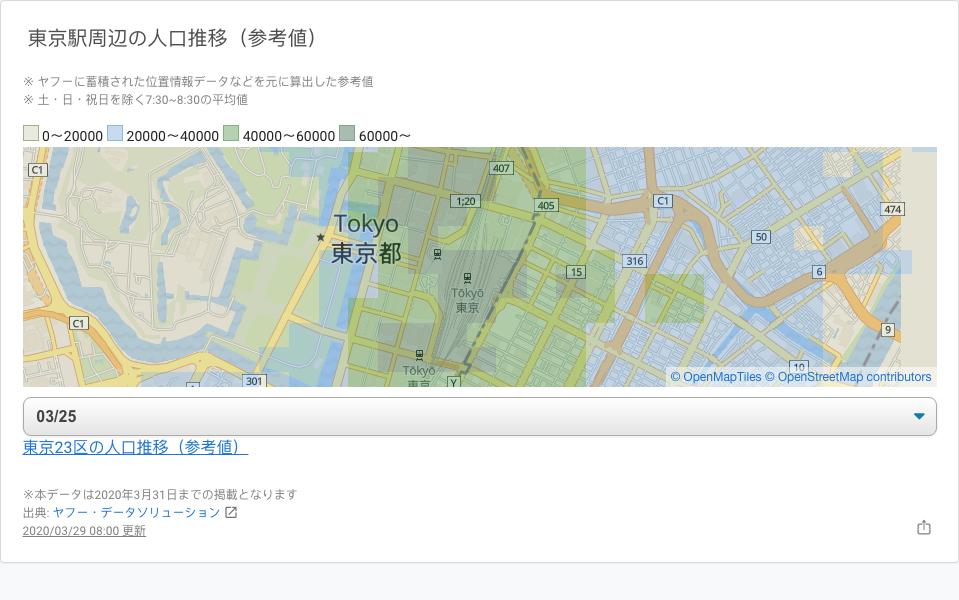 東京駅周辺の人口推移（参考値）
※ ヤフーに蓄積された位置情報データなどを元に算出した参考値
※ 土・日・祝日を除く7:30~8:30の平均値
0〜20000 20000〜40000 40000〜60000 60000〜
C1
407
1;20
405
C1
474
Tokyo
東京都
50
316
15
6
Tōkyō
東京
C1
9
Tōkyō
東京
301
Y
10
© OpenMapTiles © OpenStreetMap contributors
03/25
東京23区の人口推移（参考値）
※本データは2020年3月31日までの掲載となります
出典: ヤフー・データソリューション
2020/03/29 08:00 更新